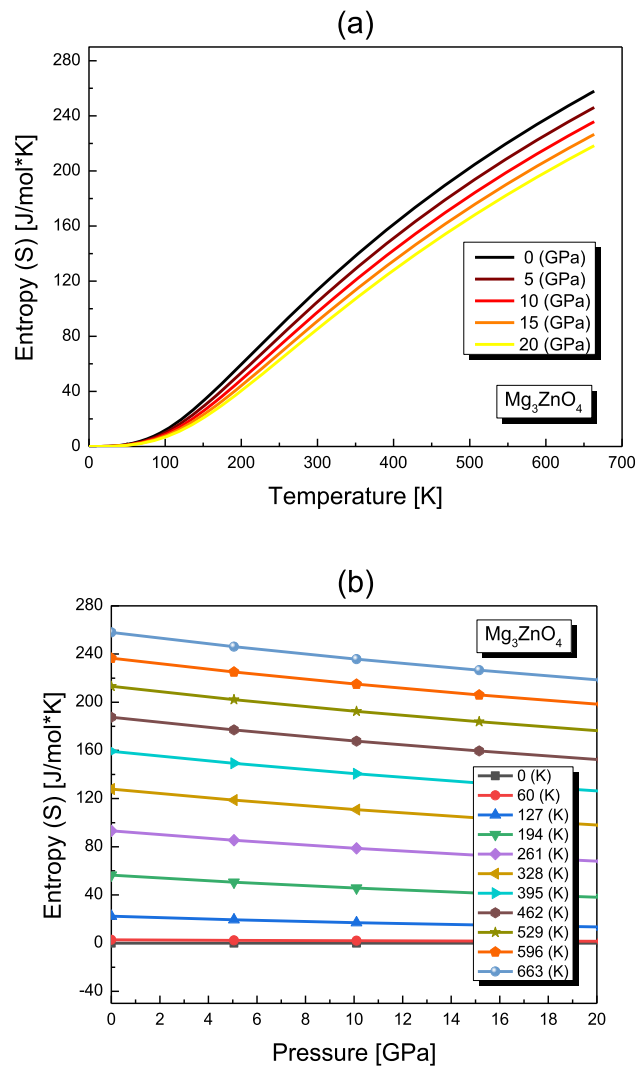 (a)
Entropy (S) [J/mol*K]
280
240
200
160
120
80
40
0
0 (GPa)
5 (GPa)
10 (GPa)
15 (GPa)
20 (GPa)
Mg₃ZnO₄
0 100 200 300 400 500 600 700
Temperature [K]
(b)
Entropy (S) [J/mol*K]
280
240
200
160
120
80
40
0
-40
Mg₃ZnO₄
0 (K)
60 (K)
127 (K)
194 (K)
261 (K)
328 (K)
395 (K)
462 (K)
529 (K)
596 (K)
663 (K)
0 2 4 6 8 10 12 14 16 18 20
Pressure [GPa]